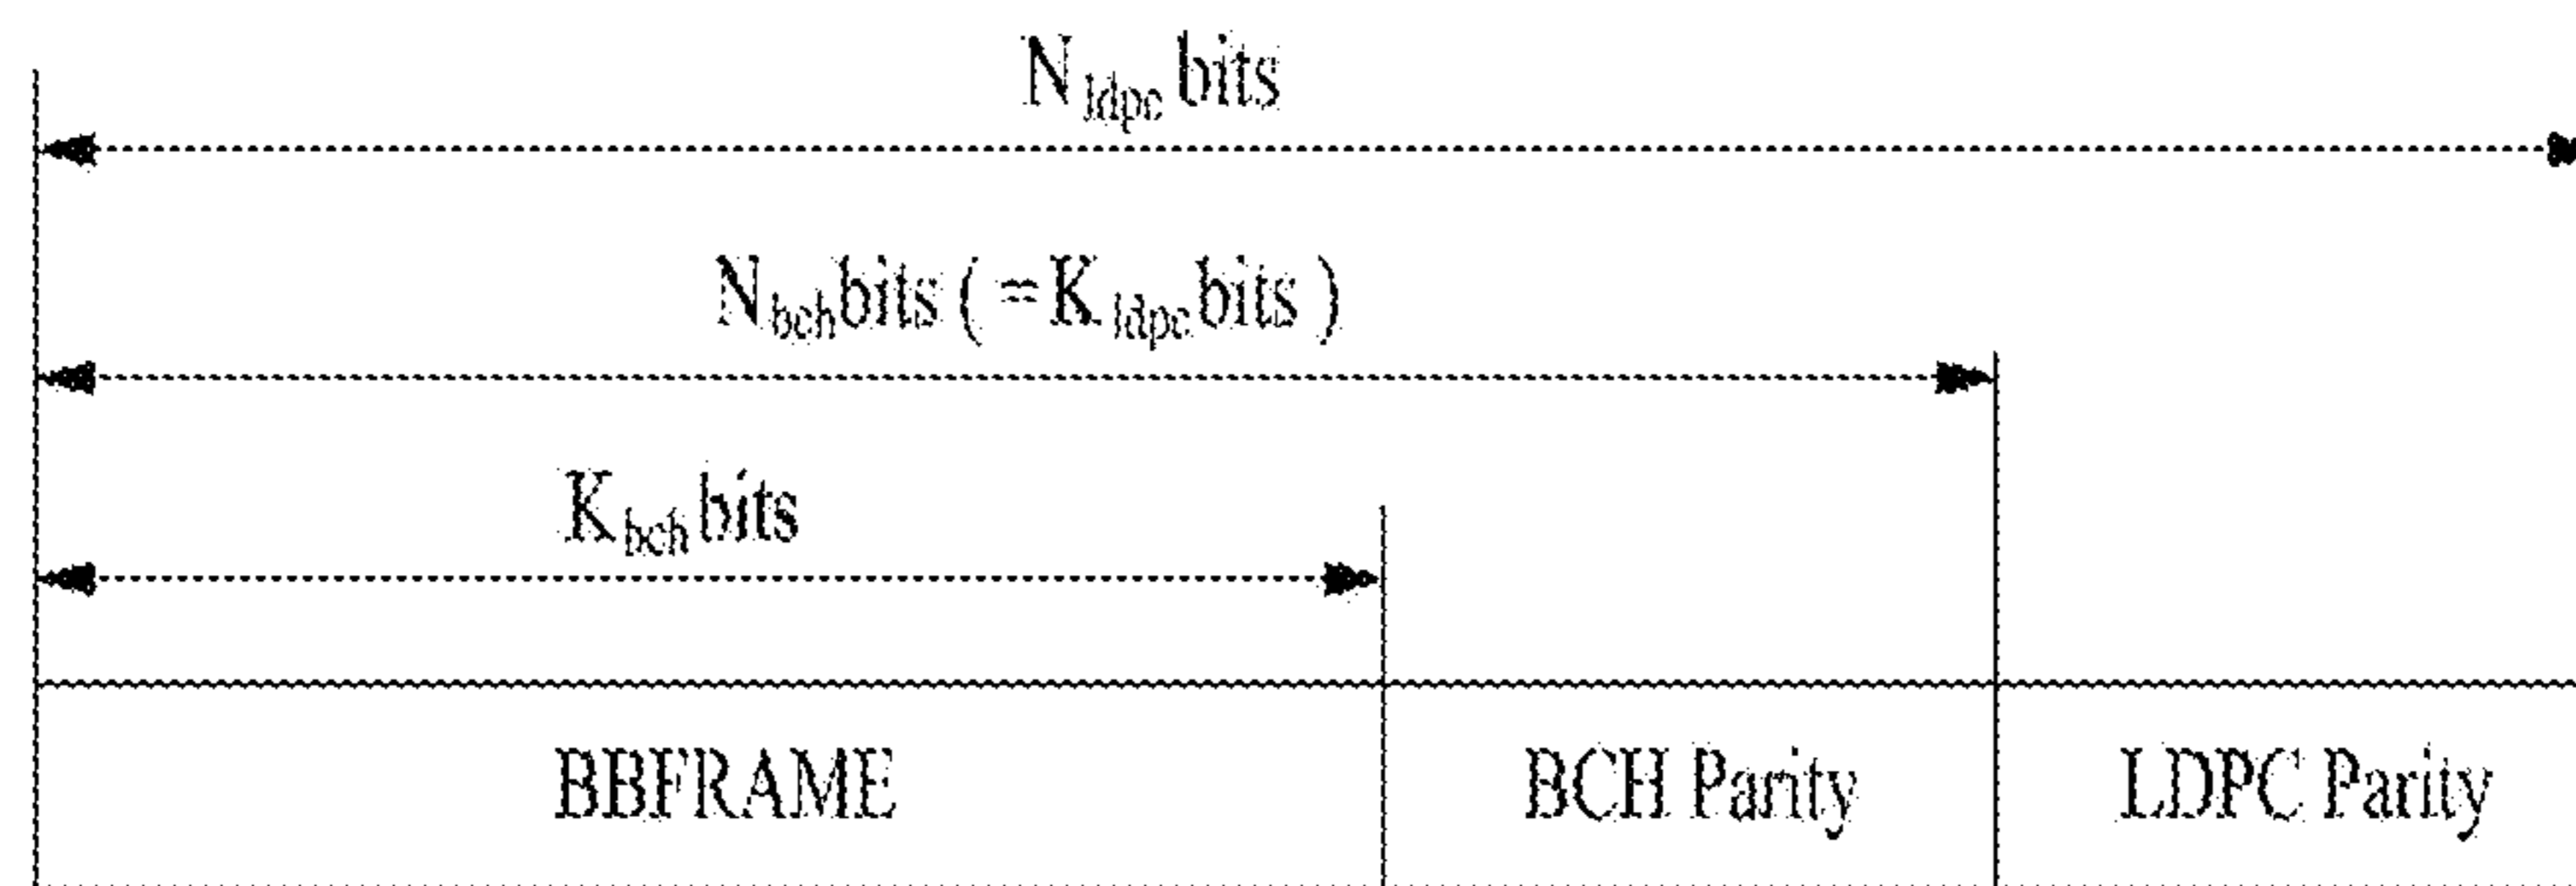 N ldpc bits
N bch bits ( = K ldpc bits )
K bch bits
BBFRAME BCH Parity LDPC Parity